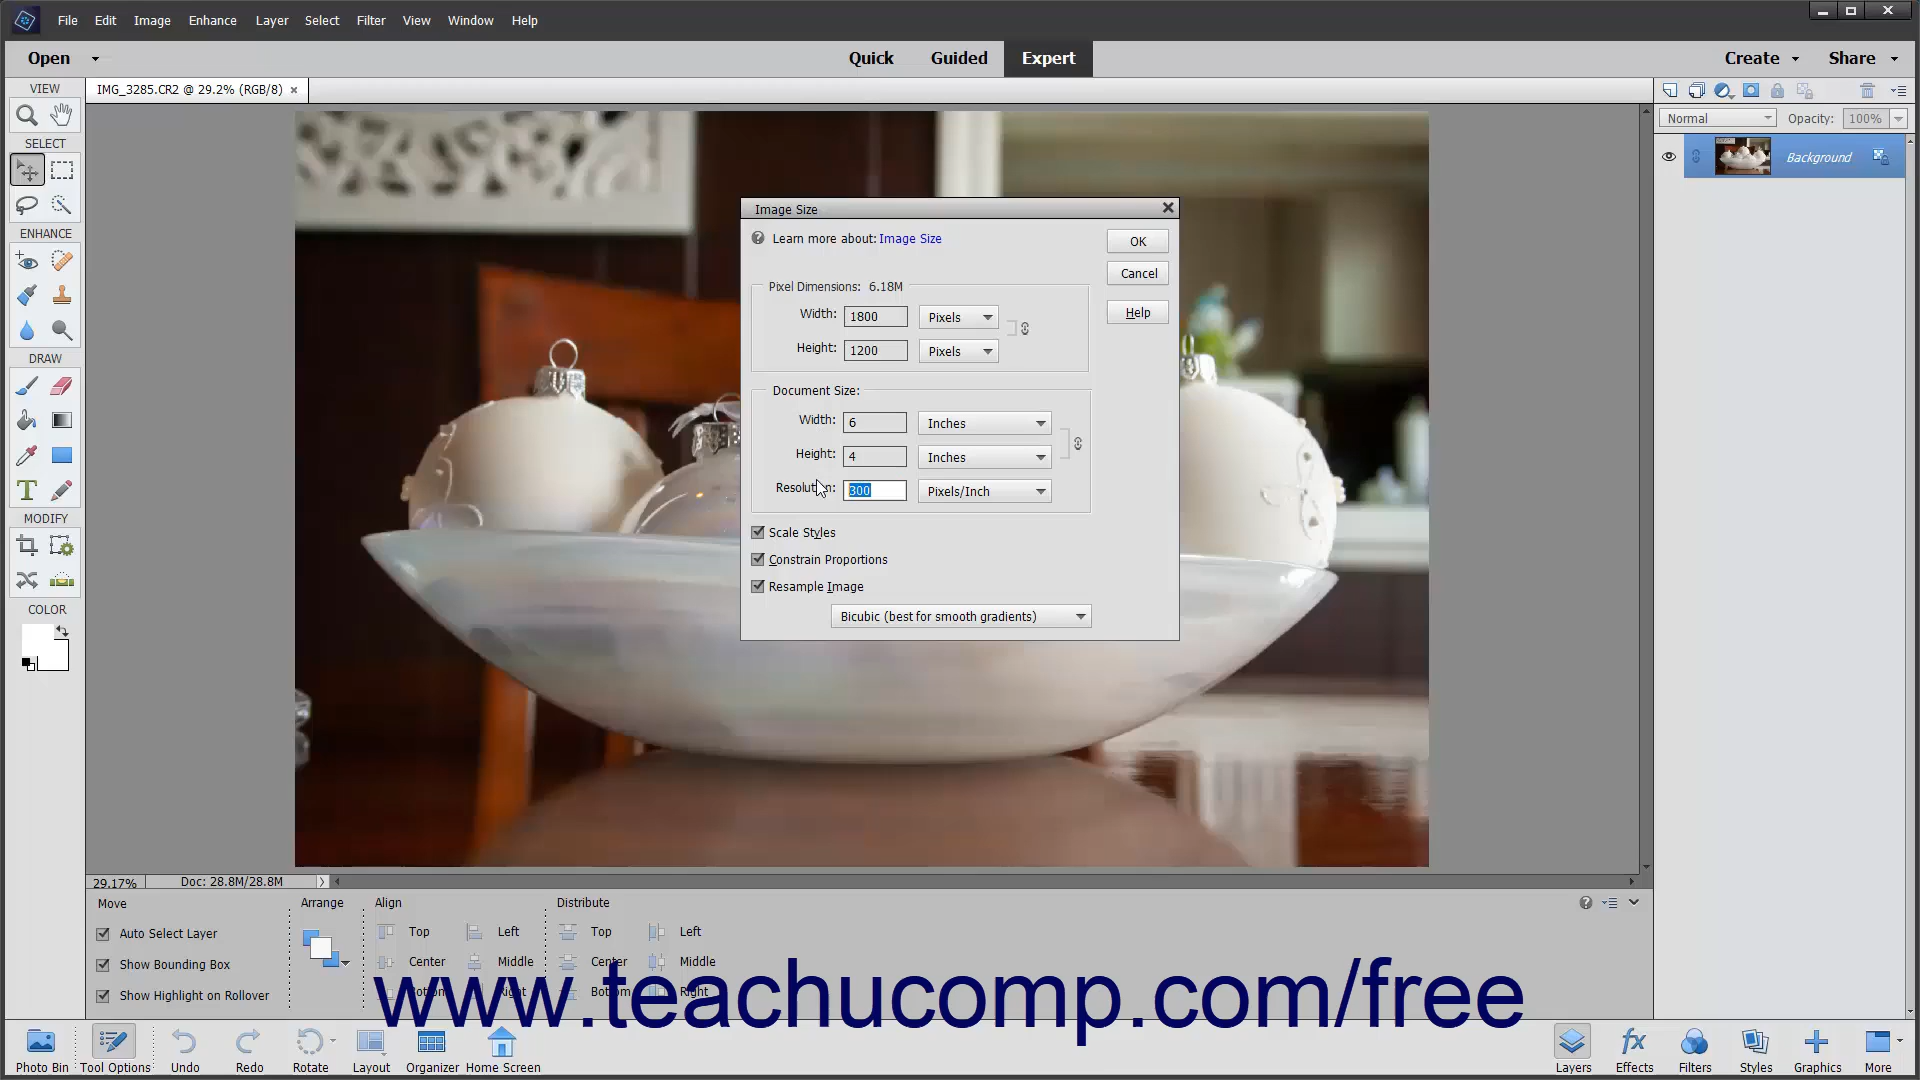 File Edit Image Enhance Layer Select Filter View Window Help
Open Quick Guided Expert Create Share
VIEW
IMG_3285.CR2 @ 29.2% (RGB/8) ×
Normal Opacity: 100%
Background
SELECT
ENHANCE
DRAW
T
MODIFY
COLOR
Image Size
Learn more about: Image Size
OK
Cancel
Help
Pixel Dimensions: 6.18M
Width: 1800 Pixels
Height: 1200 Pixels
Document Size:
Width: 6 Inches
Height: 4 Inches
Resolution: 300 Pixels/Inch
Scale Styles
Constrain Proportions
Resample Image
Bicubic (best for smooth gradients)
29.17% Doc: 28.8M/28.8M
Move Arrange Align Distribute
Auto Select Layer Top Left Top Left
Show Bounding Box Center Middle Center Middle
Show Highlight on Rollover Bottom Right Bottom Right
www.teachucomp.com/free
Photo Bin Tool Options Undo Redo Rotate Layout Organizer Home Screen Layers Effects Filters Styles Graphics More